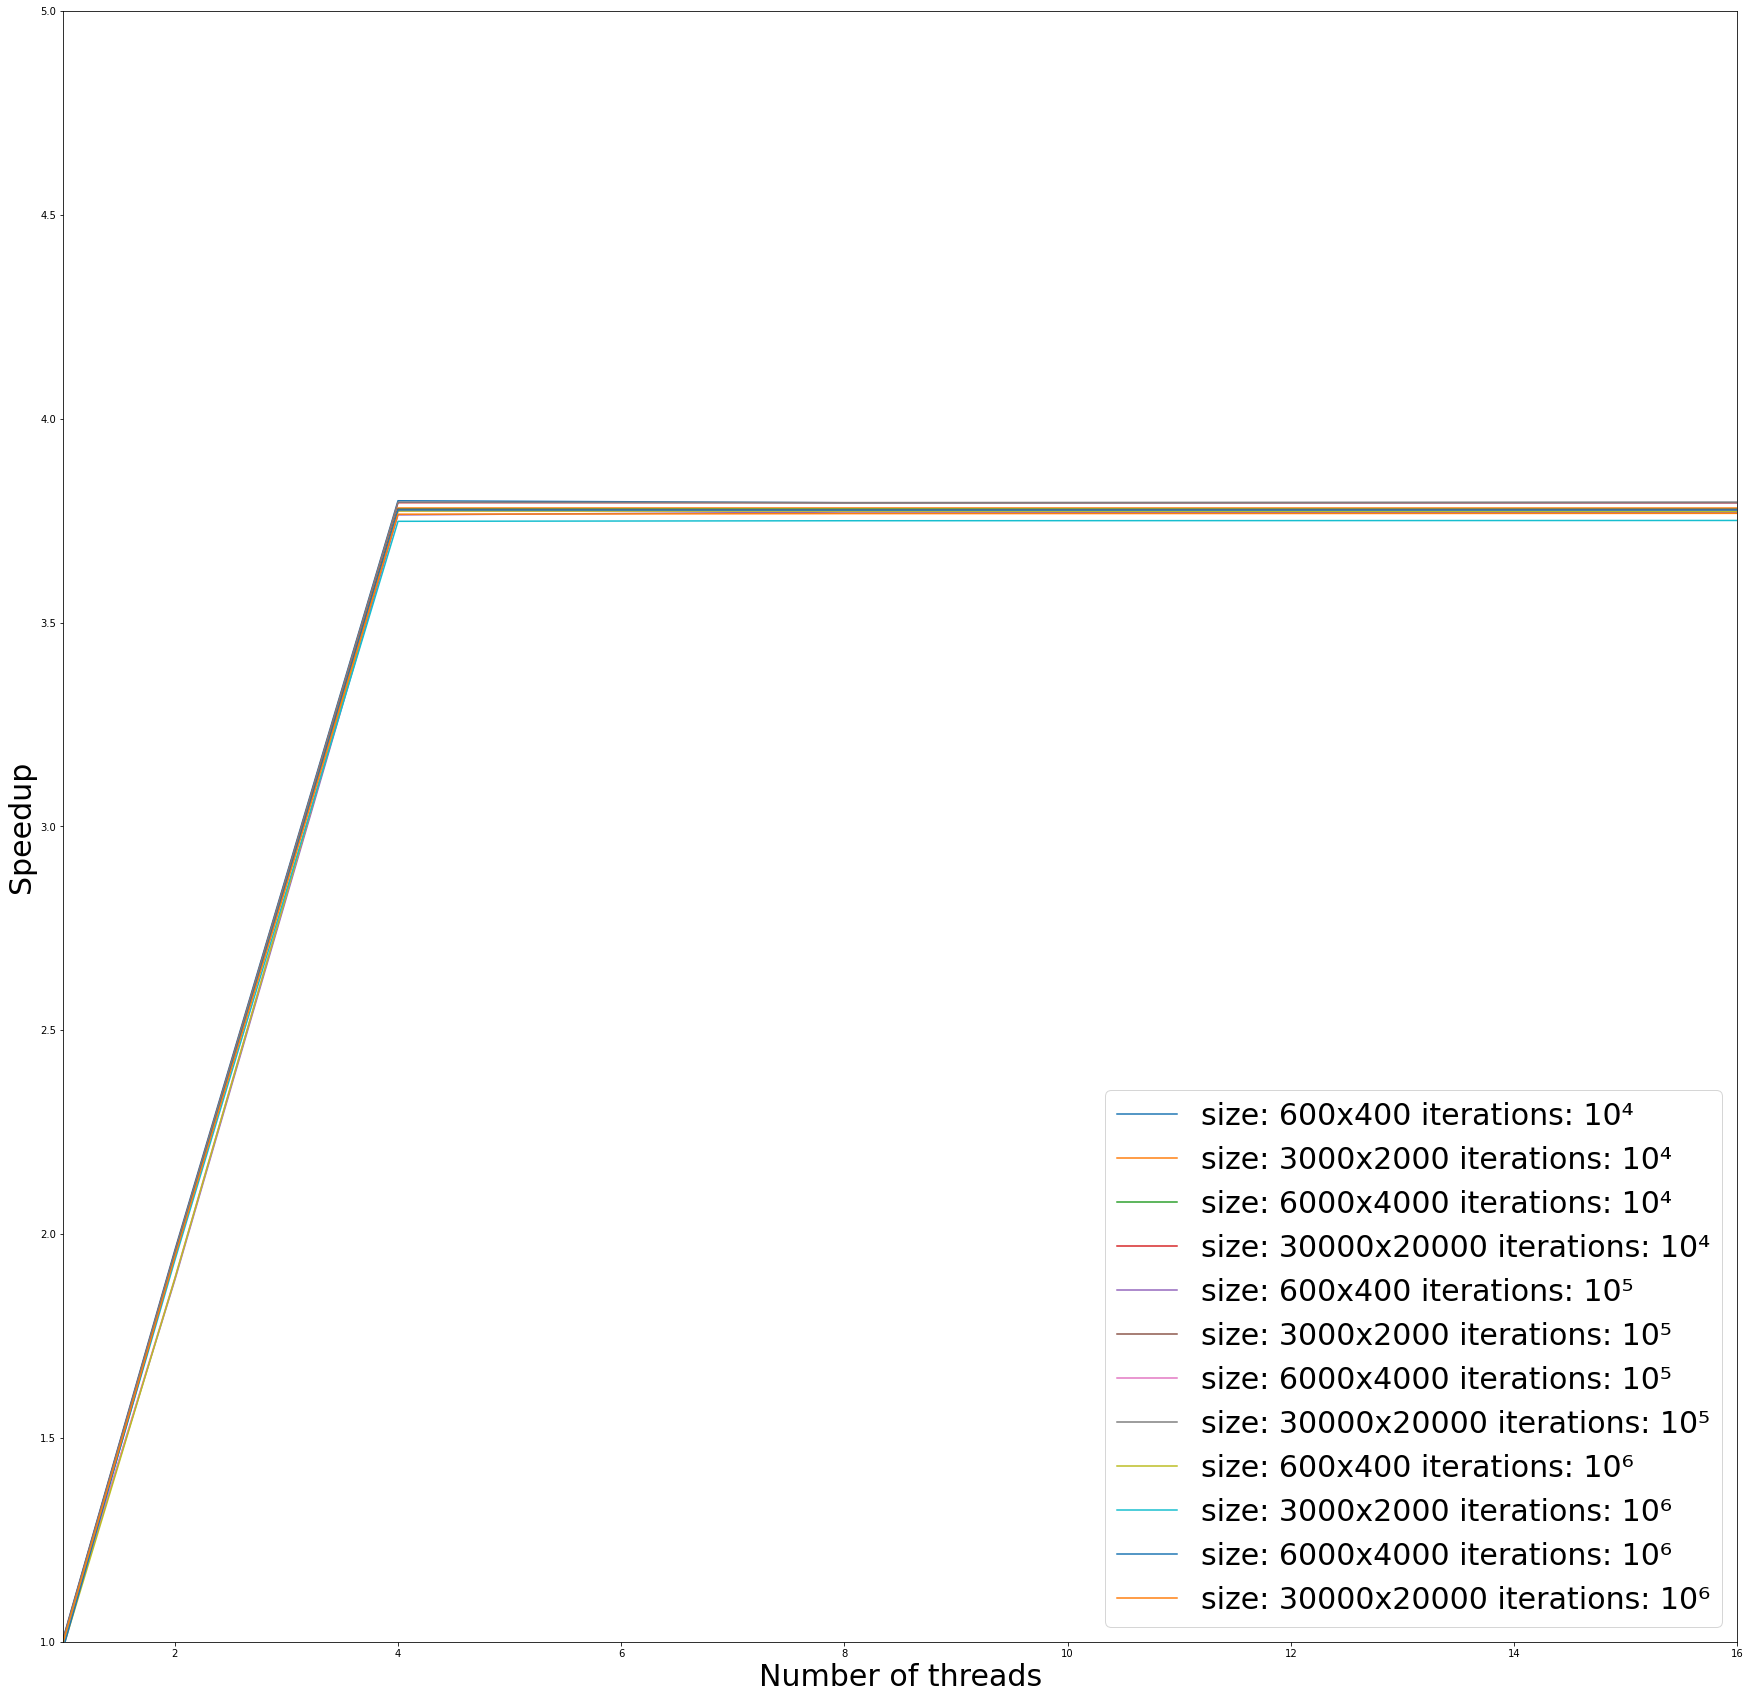 5.0
4.5
4.0
3.5
3.0
2.5
2.0
1.5
1.0
Speedup
size: 600x400 iterations: 10⁴
size: 3000x2000 iterations: 10⁴
size: 6000x4000 iterations: 10⁴
size: 30000x20000 iterations: 10⁴
size: 600x400 iterations: 10⁵
size: 3000x2000 iterations: 10⁵
size: 6000x4000 iterations: 10⁵
size: 30000x20000 iterations: 10⁵
size: 600x400 iterations: 10⁶
size: 3000x2000 iterations: 10⁶
size: 6000x4000 iterations: 10⁶
size: 30000x20000 iterations: 10⁶
2 4 6 8 10 12 14 16
Number of threads